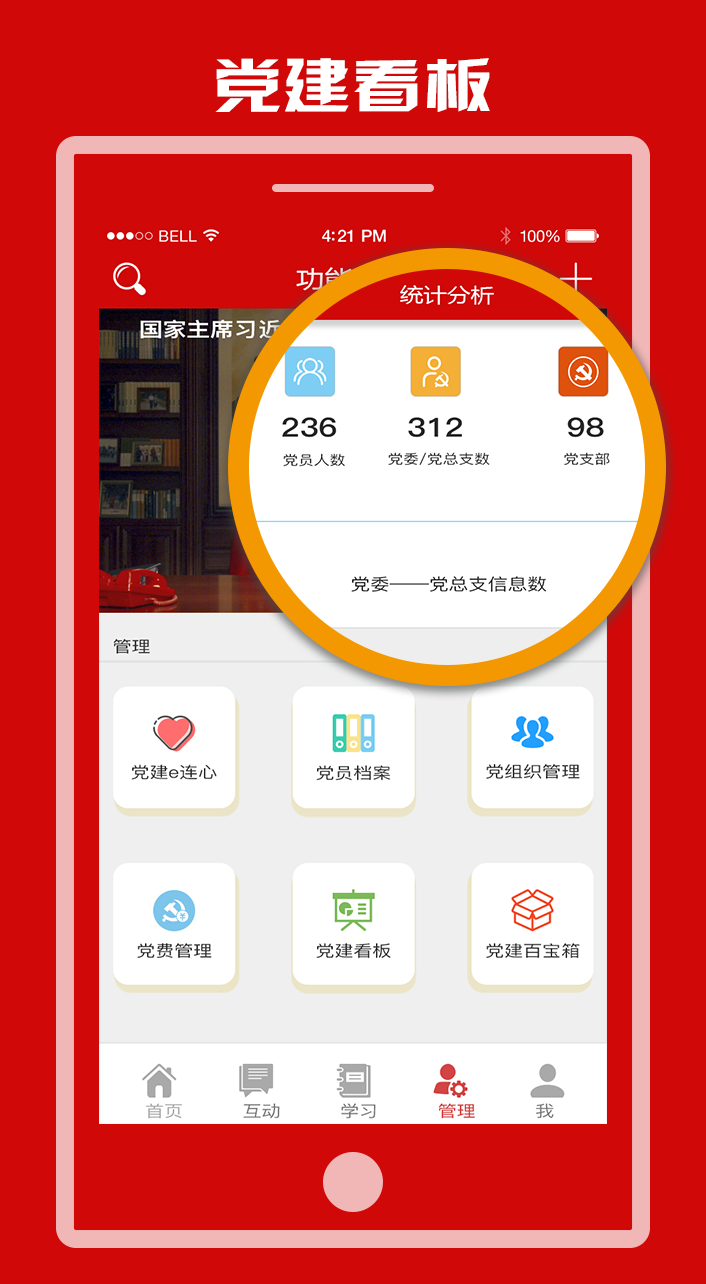 党建看板
BELL 4:21 PM 100%
功能
统计分析
国家主席习近
236 312 98
党员人数 党委/党总支数 党支部
党委——党总支信息数
管理
党建e连心 党员档案 党组织管理
党费管理 党建看板 党建百宝箱
首页 互动 学习 管理 我